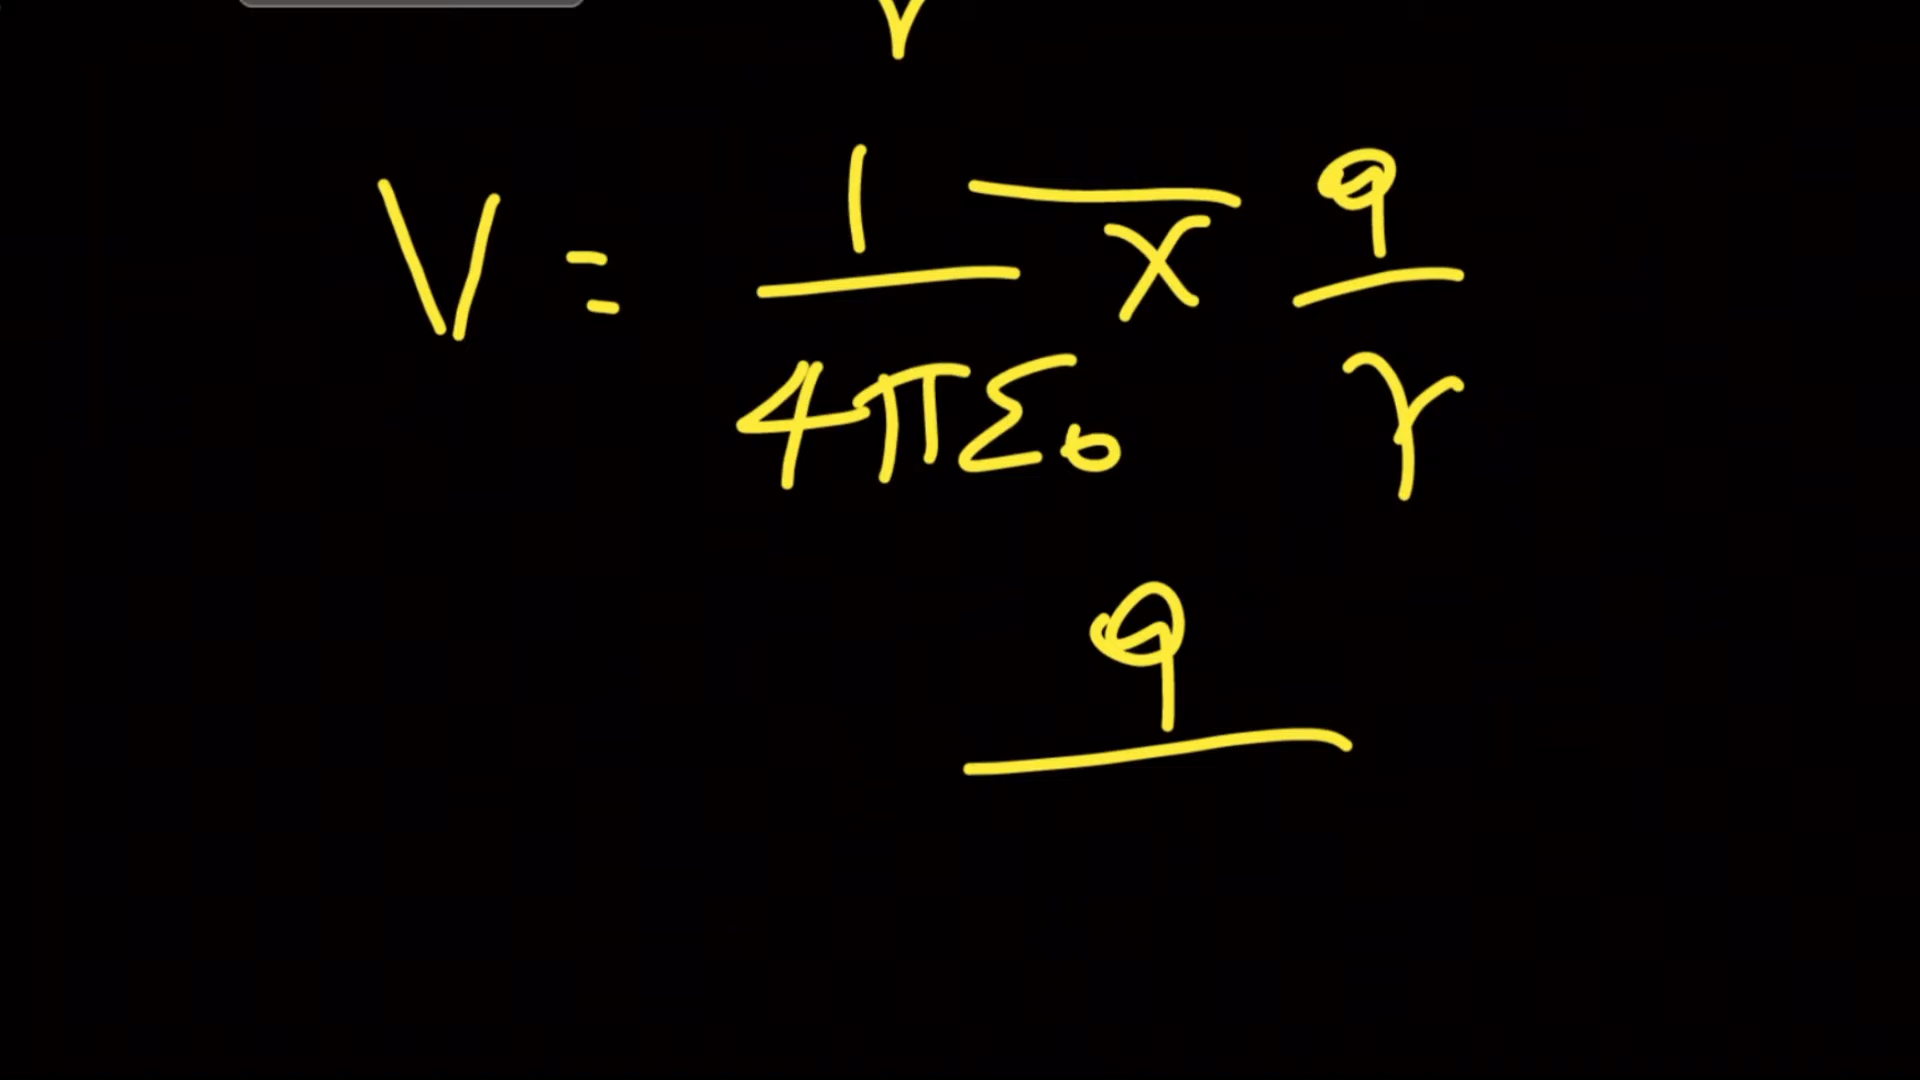 V = 1/4πε₀ × q/r
q